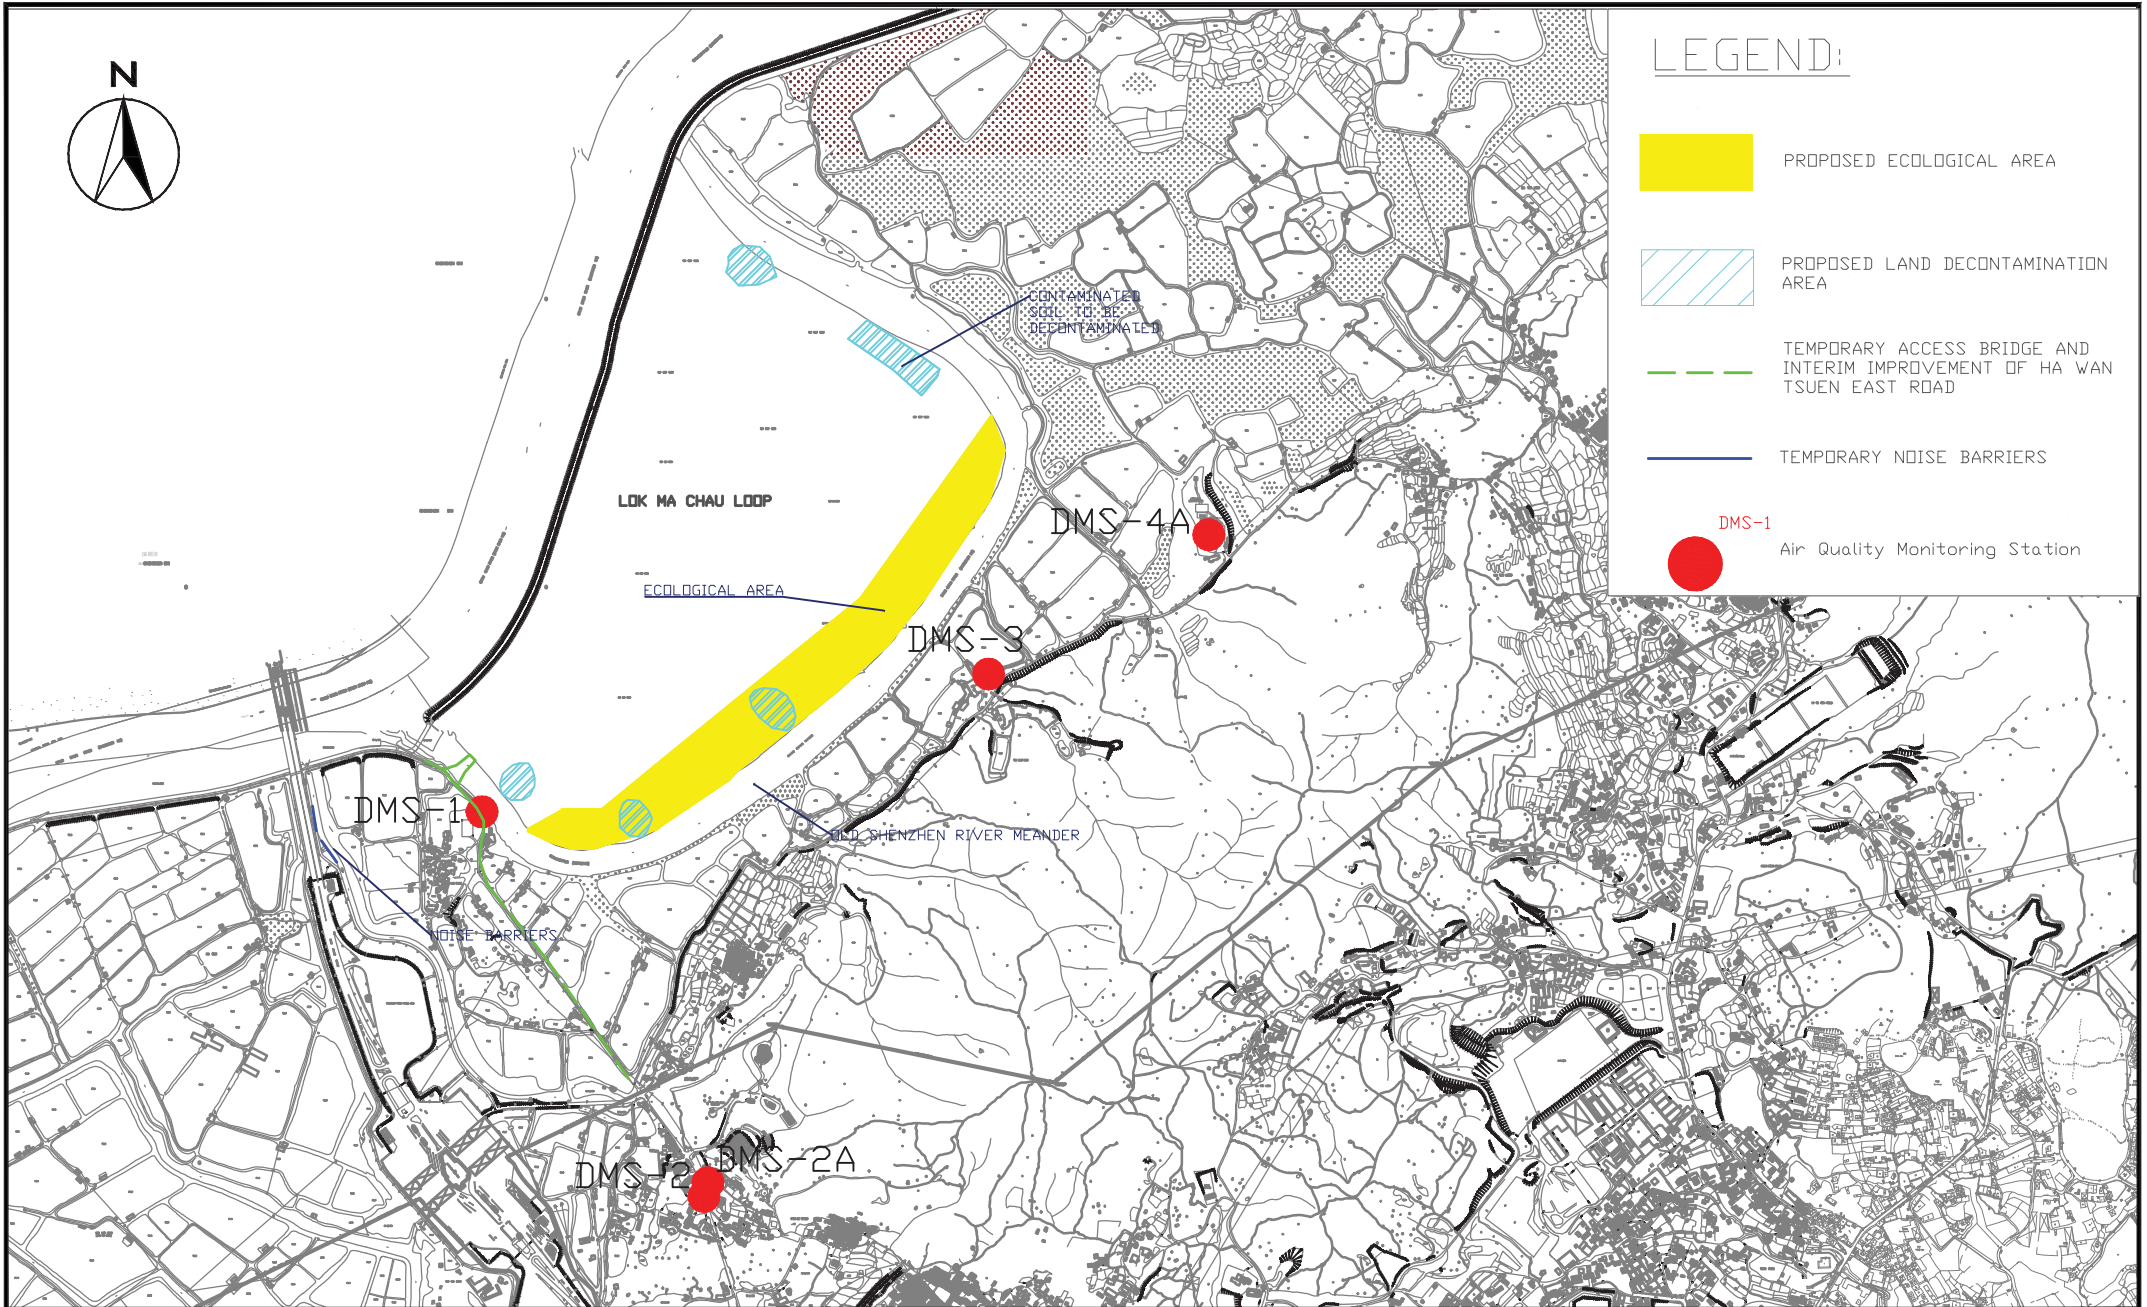 N
LEGEND:
PROPOSED ECOLOGICAL AREA
PROPOSED LAND DECONTAMINATION
AREA
TEMPORARY ACCESS BRIDGE AND
INTERIM IMPROVEMENT OF HA WAN
TSUEN EAST ROAD
TEMPORARY NOISE BARRIERS
DMS-1
Air Quality Monitoring Station
CONTAMINATED
SOIL TO BE
DECONTAMINATED
LOK MA CHAU LOOP
DMS-4A
ECOLOGICAL AREA
DMS-3
DMS-1
OLD SHENZHEN RIVER MEANDER
NOISE BARRIERS
DMS-2A
DMS-2